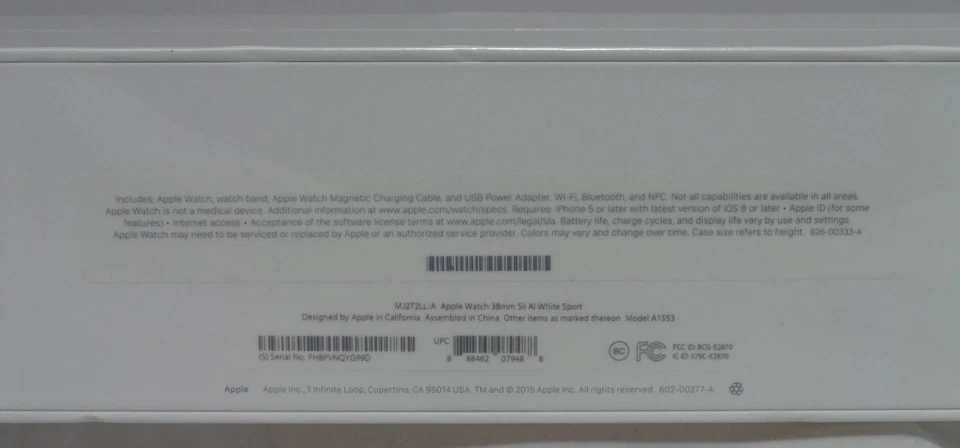 Includes: Apple Watch, watch band, Apple Watch Magnetic Charging Cable, and USB Power Adapter. Wi-Fi, Bluetooth, and NFC. Not all capabilities are available in all areas.
Apple Watch is not a medical device. Additional information at www.apple.com/watch/specs. Requires: iPhone 5 or later with latest version of iOS 8 or later • Apple ID (for some
features) • Internet access • Acceptance of the software license terms at www.apple.com/legal/sla. Battery life, charge cycles, and display life vary by use and settings.
Apple Watch may need to be serviced or replaced by Apple or an authorized service provider. Colors may vary and change over time. Case size refers to height. 826-00333-A
MJ2T2LL/A Apple Watch 38mm Sil Al White Sport
Designed by Apple in California Assembled in China Other items as marked thereon Model A1553
(S) Serial No. FH8PVNQYG99D
UPC
8 88462 07948 8
BC FC FCC ID: BCG-E2870
IC ID: 579C-E2870
Apple Apple Inc., 1 Infinite Loop, Cupertino, CA 95014 USA. TM and © 2015 Apple Inc. All rights reserved. 602-00277-A